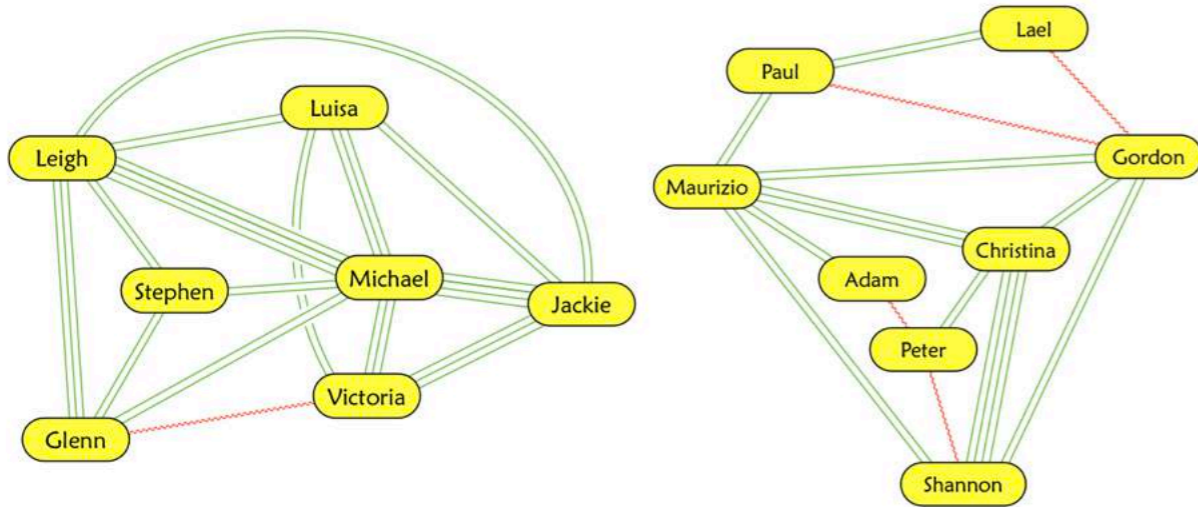 Luisa
Leigh
Stephen
Michael
Jackie
Victoria
Glenn
Lael
Paul
Gordon
Maurizio
Christina
Adam
Peter
Shannon